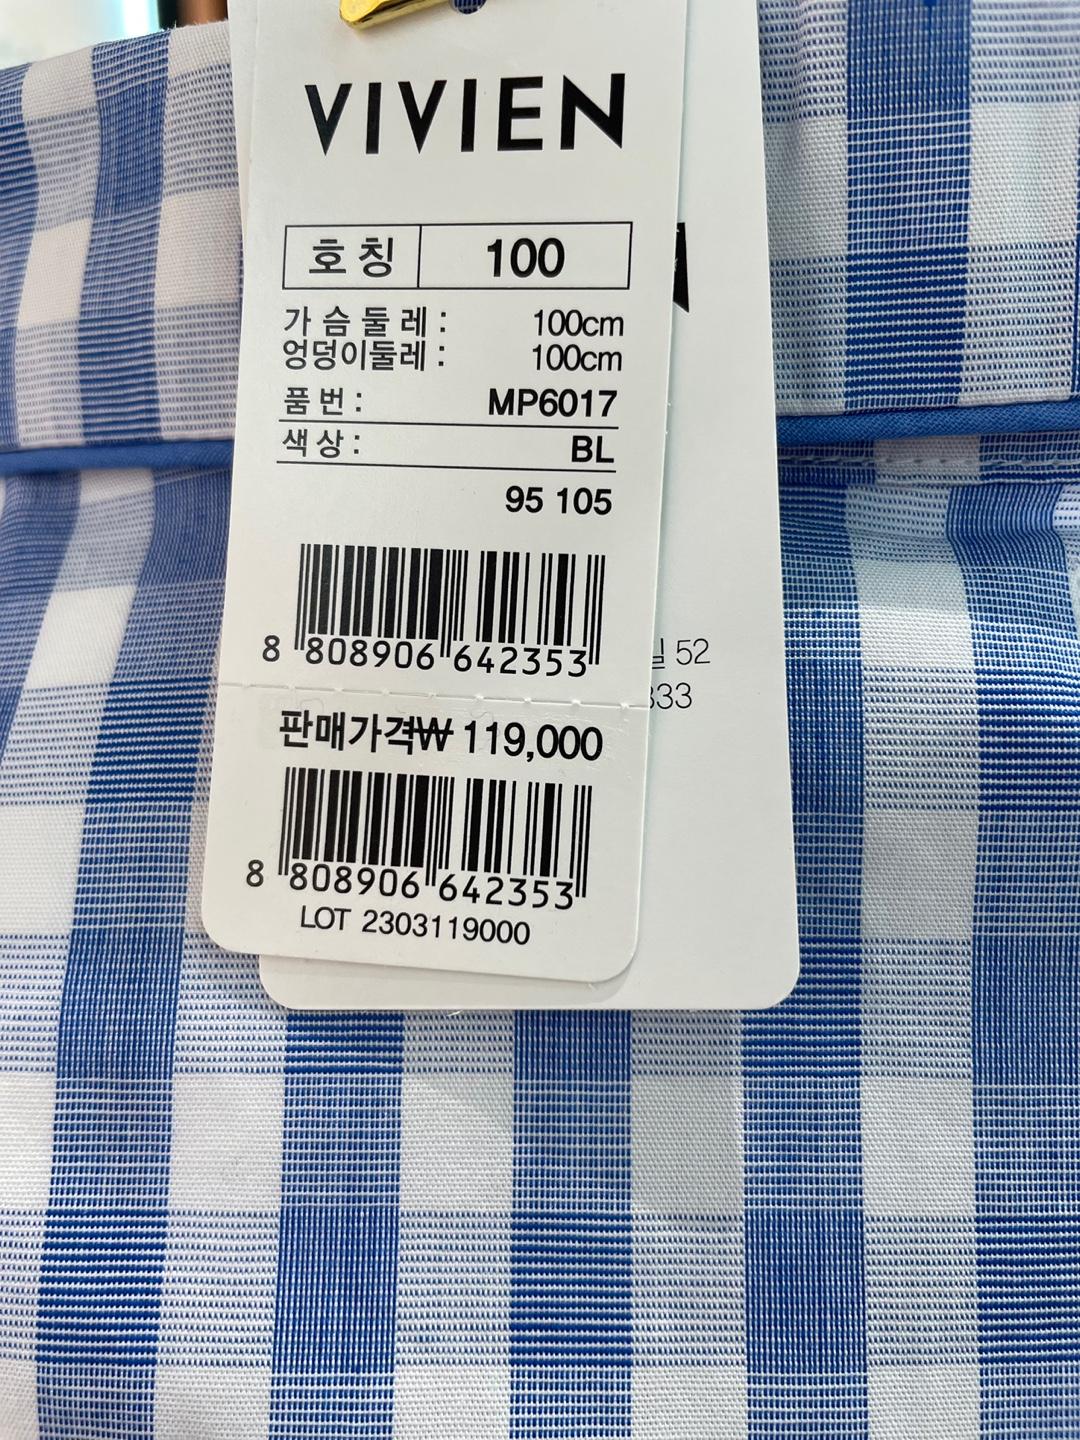 VIVIEN
호 칭 100
가 슴 둘 레 : 100cm
엉덩이둘레 : 100cm
품 번 : MP6017
색 상 : BL
95 105
8 808906 642353
판매가격₩ 119,000
8 808906 642353
LOT 2303119000
52
333